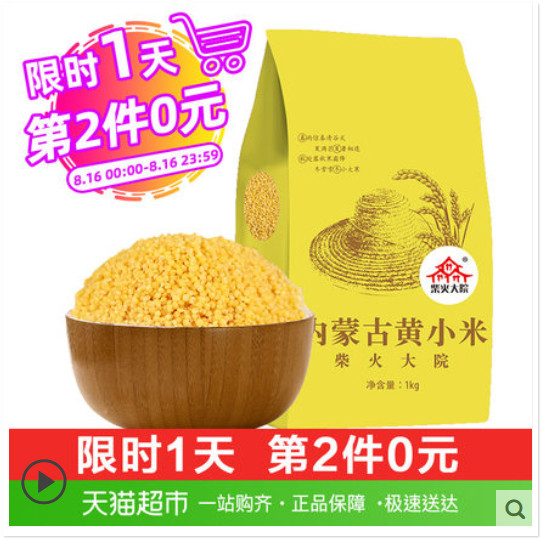 限时1天
第2件0元
8.16 00:00-8.16 23:59
柴火大院
内蒙古黄小米
柴火大院
净含量：1kg
限时1天 第2件0元
天猫超市 一站购齐·正品保障·极速送达